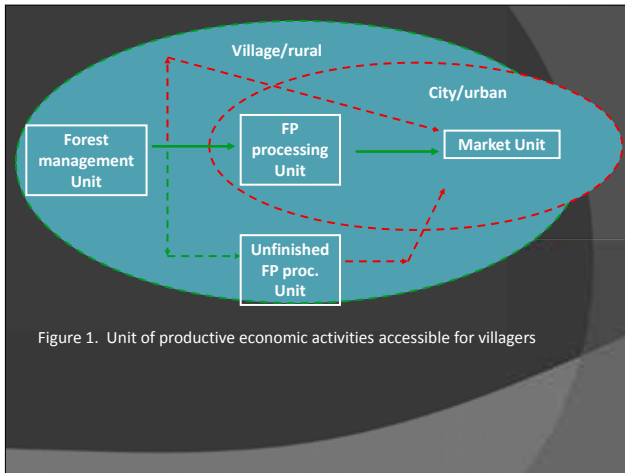 Village/rural
City/urban
Forest
management
Unit
FP
processing
Unit
Market Unit
Unfinished
FP proc.
Unit
Figure 1.  Unit of productive economic activities accessible for villagers